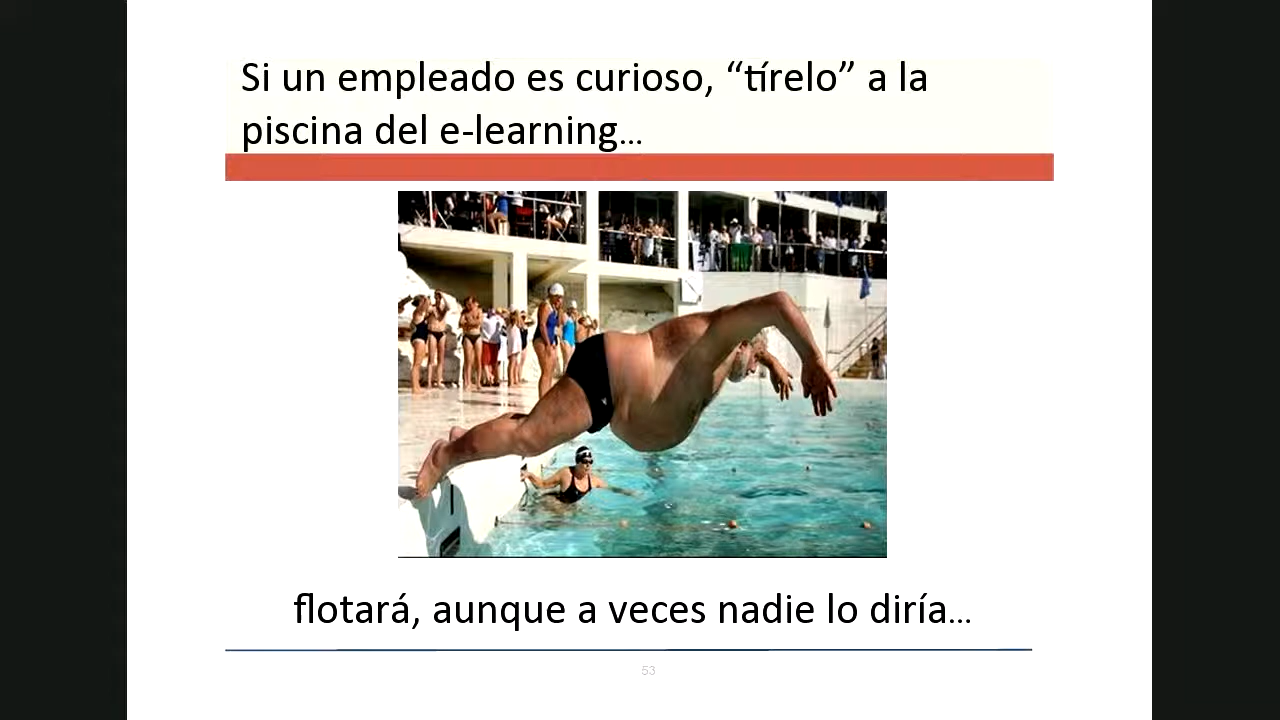 Si un empleado es curioso, “tírelo” a la
piscina del e-learning...
flotará, aunque a veces nadie lo diría...
53